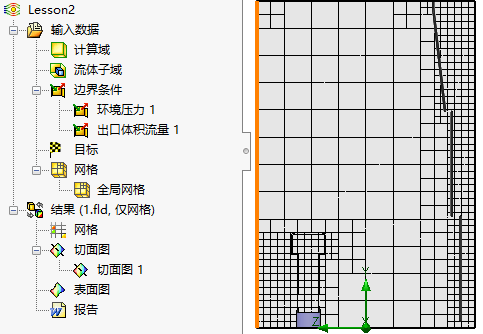 Lesson2
输入数据
计算域
流体子域
边界条件
环境压力 1
出口体积流量 1
目标
网格
全局网格
结果 (1.fld, 仅网格)
网格
切面图
切面图 1
表面图
报告
Y
Z